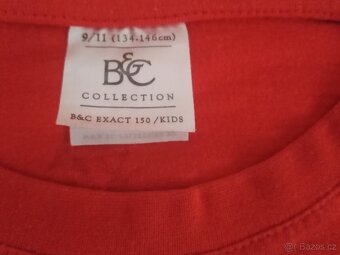 9/11 (134-146cm)
B&C
COLLECTION
B&C EXACT 150/KIDS
© Bazos.cz